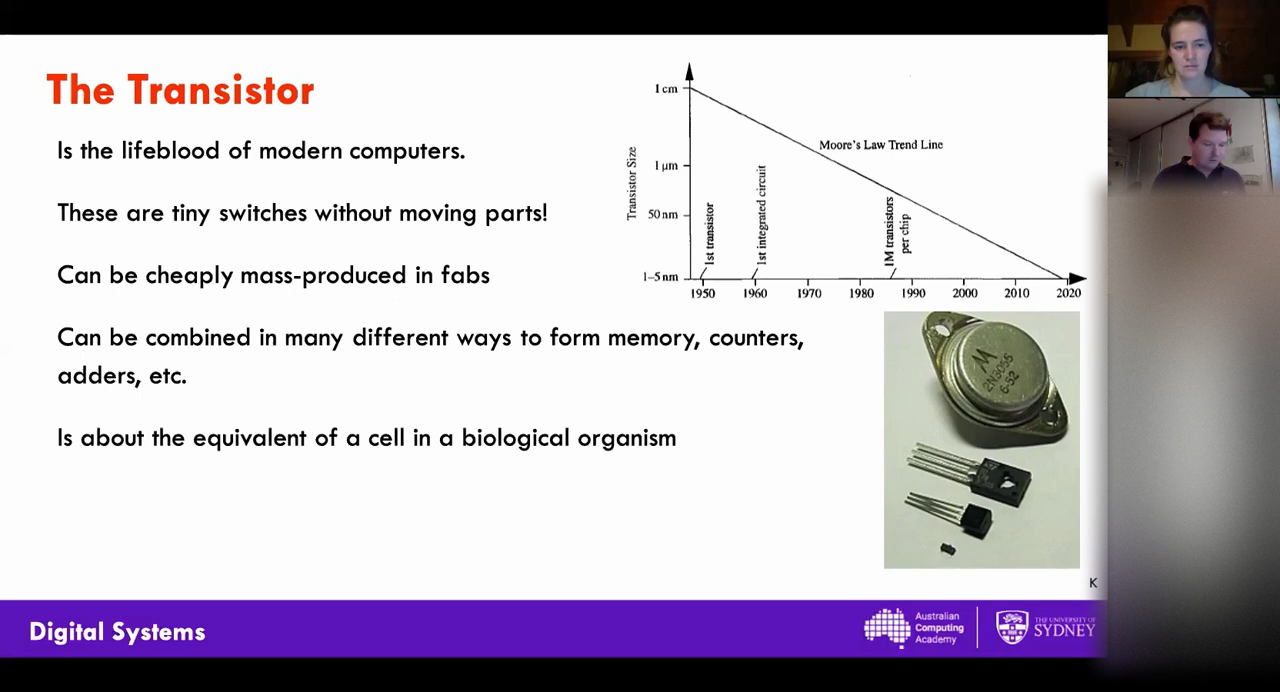 The Transistor
Is the lifeblood of modern computers.
These are tiny switches without moving parts!
Can be cheaply mass-produced in fabs
Can be combined in many different ways to form memory, counters,
adders, etc.
Is about the equivalent of a cell in a biological organism
Transistor Size
1 cm
1 μm
50 nm
1–5 nm
Moore's Law Trend Line
1st transistor
1st integrated circuit
1M transistors
per chip
1950 1960 1970 1980 1990 2000 2010 2020
M
2N3055
6-52
K
Digital Systems
Australian
Computing
Academy
THE UNIVERSITY OF
SYDNEY